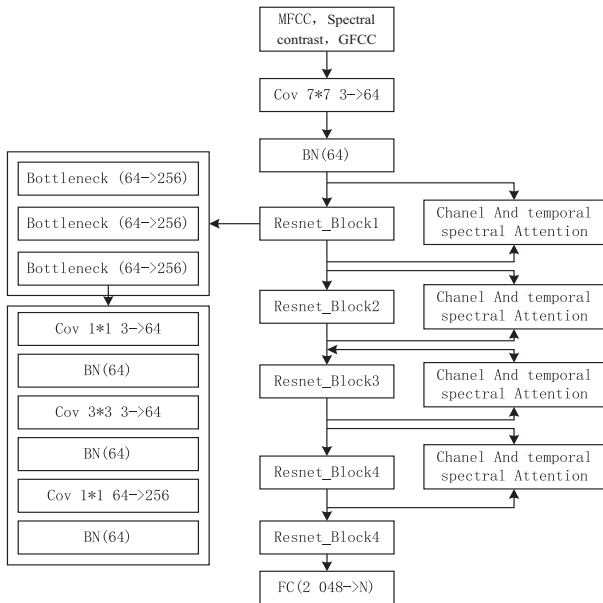 MFCC, Spectral
contrast, GFCC
Cov 7*7 3->64
BN(64)
Resnet_Block1
Resnet_Block2
Resnet_Block3
Resnet_Block4
Resnet_Block4
FC(2 048->N)
Bottleneck (64->256)
Bottleneck (64->256)
Bottleneck (64->256)
Cov 1*1 3->64
BN(64)
Cov 3*3 3->64
BN(64)
Cov 1*1 64->256
BN(64)
Chanel And temporal
spectral Attention
Chanel And temporal
spectral Attention
Chanel And temporal
spectral Attention
Chanel And temporal
spectral Attention